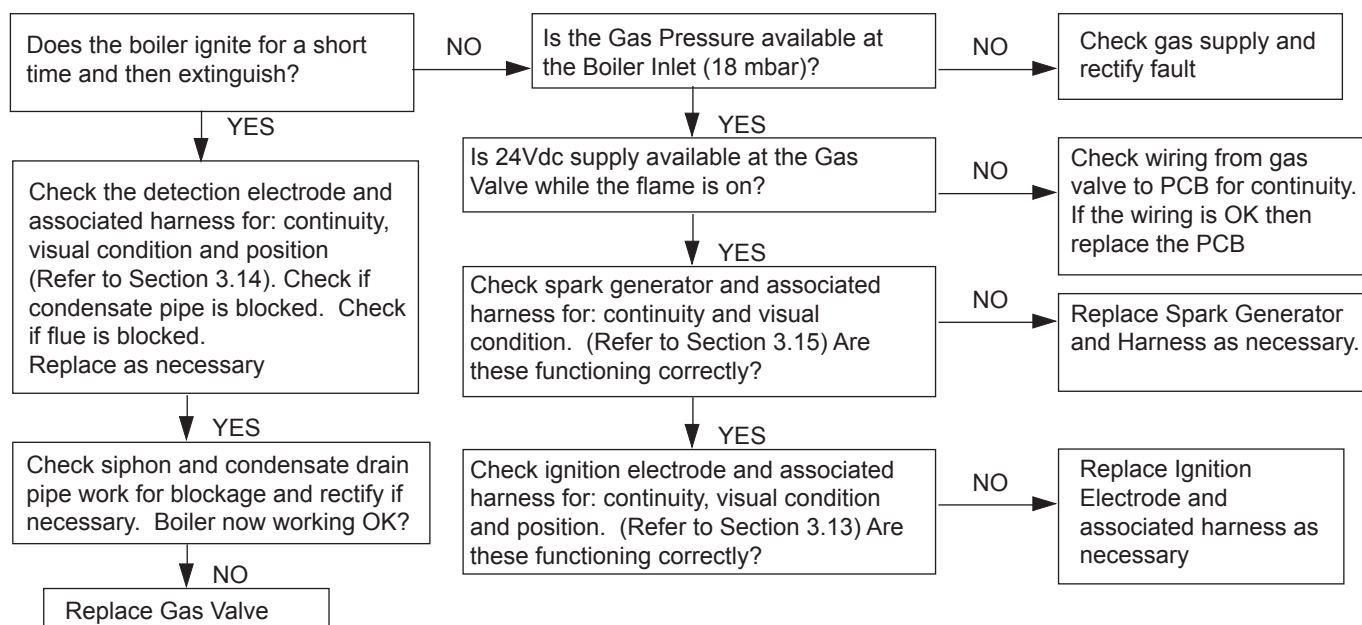 Does the boiler ignite for a short
time and then extinguish?
NO
Is the Gas Pressure available at
the Boiler Inlet (18 mbar)?
NO
Check gas supply and
rectify fault
YES
YES
Check the detection electrode and
associated harness for: continuity,
visual condition and position
(Refer to Section 3.14). Check if
condensate pipe is blocked.  Check
if flue is blocked.
Replace as necessary
Is 24Vdc supply available at the Gas
Valve while the flame is on?
NO
Check wiring from gas
valve to PCB for continuity.
If the wiring is OK then
replace the PCB
YES
Check spark generator and associated
harness for: continuity and visual
condition.  (Refer to Section 3.15) Are
these functioning correctly?
NO
Replace Spark Generator
and Harness as necessary.
YES
YES
Check siphon and condensate drain
pipe work for blockage and rectify if
necessary.  Boiler now working OK?
Check ignition electrode and associated
harness for: continuity, visual condition
and position.  (Refer to Section 3.13) Are
these functioning correctly?
NO
Replace Ignition
Electrode and
associated harness as
necessary
NO
Replace Gas Valve